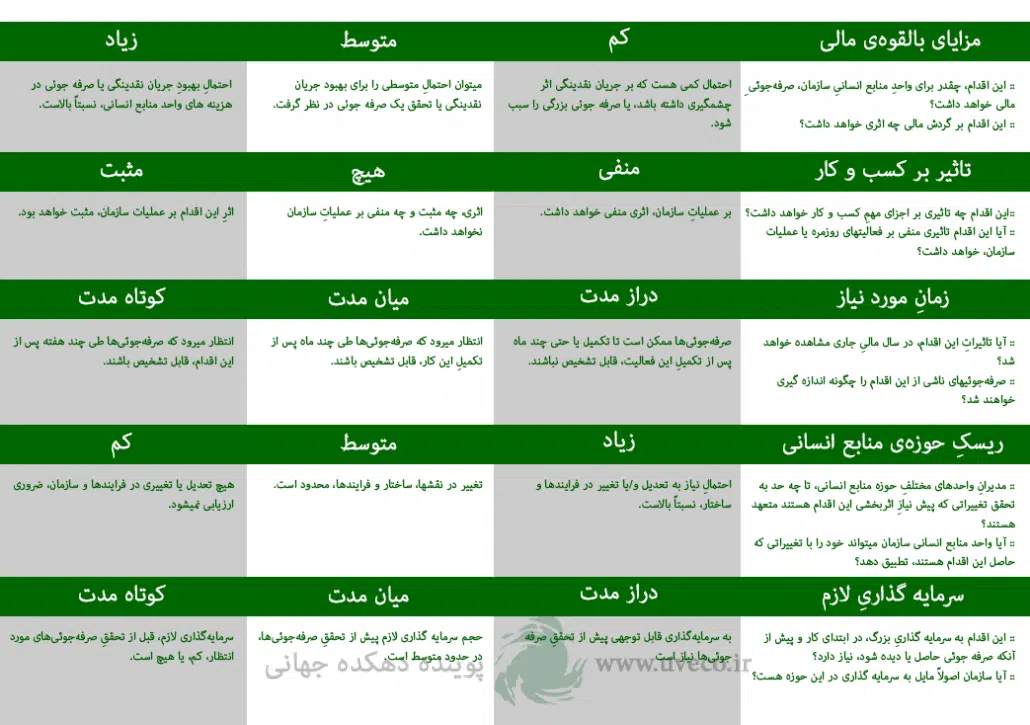 مزایای بالقوه‌ی مالی
کم
متوسط
زیاد
:: این اقدام، چقدر برای واحدِ منابع انسانیِ سازمان، صرفه‌جوئیِ
مالی خواهد داشت؟
:: این اقدام بر گردش مالی چه اثری خواهد داشت؟
احتمال کمی هست که بر جریان نقدینگی اثر
چشمگیری داشته باشد، یا صرفه جوئی بزرگی را سبب
شود.
میتوان احتمالِ متوسطی را برای بهبود جریان
نقدینگی یا تحقق یک صرفه جوئی در نظر گرفت.
احتمالِ بهبودِ جریان نقدینگی یا صرفه جوئی در
هزینه های واحد منابع انسانی، نسبتاً بالاست.
تاثیر بر کسب و کار
منفی
هیچ
مثبت
::این اقدام چه تاثیری بر اجزای مهمِ کسب و کار خواهد داشت؟
:: آیا این اقدام تاثیری منفی بر فعالیتهای روزمره یا عملیات
سازمان، خواهد داشت؟
بر عملیاتِ سازمان، اثری منفی خواهد داشت.
اثری، چه مثبت و چه منفی بر عملیاتِ سازمان
نخواهد داشت.
اثرِ این اقدام بر عملیات سازمان، مثبت خواهد بود.
زمانِ مورد نیاز
دراز مدت
میان مدت
کوتاه مدت
:: آیا تاثیراتِ این اقدام، در سال مالیِ جاری مشاهده خواهد
شد؟
:: صرفه‌جوئیهای ناشی از این اقدام را چگونه اندازه گیری
خواهند شد؟
صرفه‌جوئی‌ها ممکن است تا تکمیل یا حتی چند ماه
پس از تکمیلِ این فعالیت، قابل تشخیص نباشند.
انتظار میرود که صرفه‌جوئی‌ها طی چند ماه پس از
تکمیلِ این کار، قابل تشخیص باشند.
انتظار میرود که صرفه‌جوئی‌ها طی چند هفته پس از
این اقدام، قابل تشخیص باشند.
ریسکِ حوزه‌ی منابع انسانی
زیاد
متوسط
کم
:: مدیرانِ واحدهای مختلفِ حوزه منابع انسانی، تا چه حد به
تحقق تغییراتی که پیش نیازِ اثربخشی این اقدام هستند متعهد
هستند؟
:: آیا واحد منابع انسانی سازمان میتواند خود را با تغییراتی که
حاصل این اقدام هستند، تطبیق دهد؟
احتمالِ نیاز به تعدیل و/یا تغییر در فرایندها و
ساختار، نسبتاً بالاست.
تغییر در نقشها، ساختار و فرایندها، محدود است.
هیچ تعدیل یا تغییری در فرایندها و سازمان، ضروری
ارزیابی نمیشود.
سرمایه گذاریِ لازم
دراز مدت
میان مدت
کوتاه مدت
:: این اقدام به سرمایه گذاریِ بزرگ، در ابتدای کار و پیش از
آنکه صرفه جوئی حاصل یا دیده شود، نیاز دارد؟
:: آیا سازمان اصولاً مایل به سرمایه گذاری در این حوزه هست؟
به سرمایه‌گذاری قابل توجهی پیش از تحققِ صرفه
جوئی‌ها نیاز است.
حجم سرمایه گذاری لازم پیش از تحققِ صرفه‌جوئی‌ها،
در حدود متوسط است.
سرمایه‌گذاری لازم، قبل از تحققِ صرفه‌جوئی‌های مورد
انتظار، کم، یا هیچ است.
www.uveco.ir
پوینده دهکده جهانی